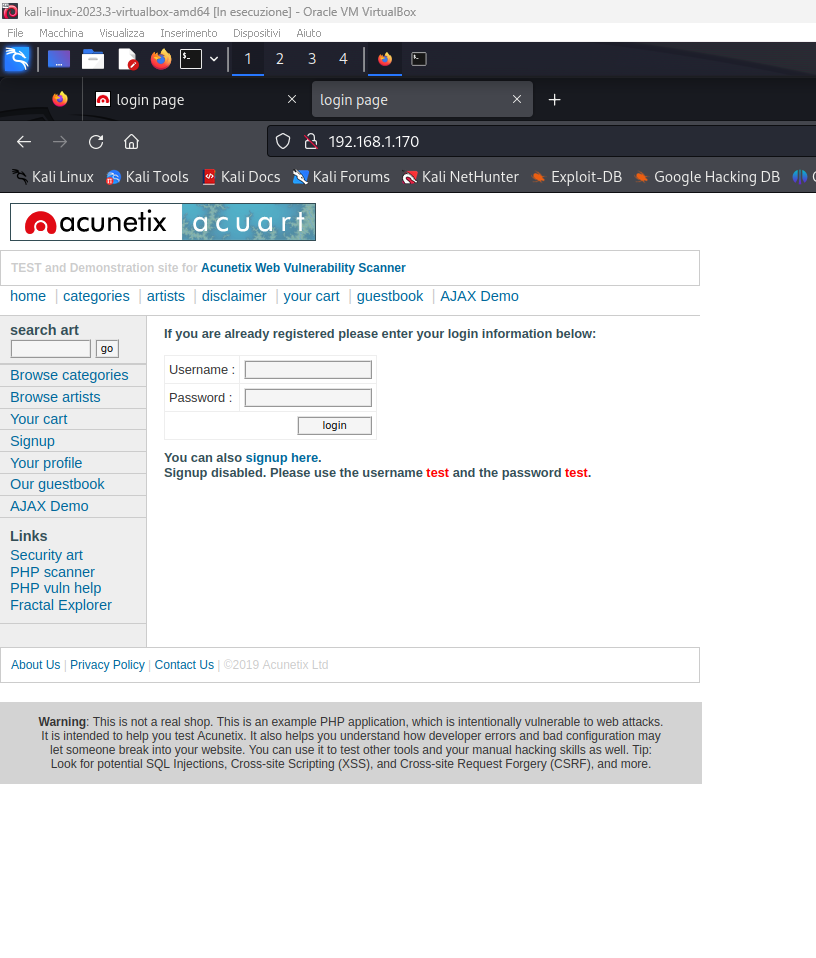 kali-linux-2023.3-virtualbox-amd64 [In esecuzione] - Oracle VM VirtualBox
File Macchina Visualizza Inserimento Dispositivi Aiuto
1 2 3 4
login page login page
192.168.1.170
Kali Linux Kali Tools Kali Docs Kali Forums Kali NetHunter Exploit-DB Google Hacking DB
acunetix acuart
TEST and Demonstration site for Acunetix Web Vulnerability Scanner
home | categories | artists | disclaimer | your cart | guestbook | AJAX Demo
search art
go
Browse categories
Browse artists
Your cart
Signup
Your profile
Our guestbook
AJAX Demo
Links
Security art
PHP scanner
PHP vuln help
Fractal Explorer
If you are already registered please enter your login information below:
Username :
Password :
login
You can also signup here.
Signup disabled. Please use the username test and the password test.
About Us | Privacy Policy | Contact Us | ©2019 Acunetix Ltd
Warning: This is not a real shop. This is an example PHP application, which is intentionally vulnerable to web attacks.
It is intended to help you test Acunetix. It also helps you understand how developer errors and bad configuration may
let someone break into your website. You can use it to test other tools and your manual hacking skills as well. Tip:
Look for potential SQL Injections, Cross-site Scripting (XSS), and Cross-site Request Forgery (CSRF), and more.